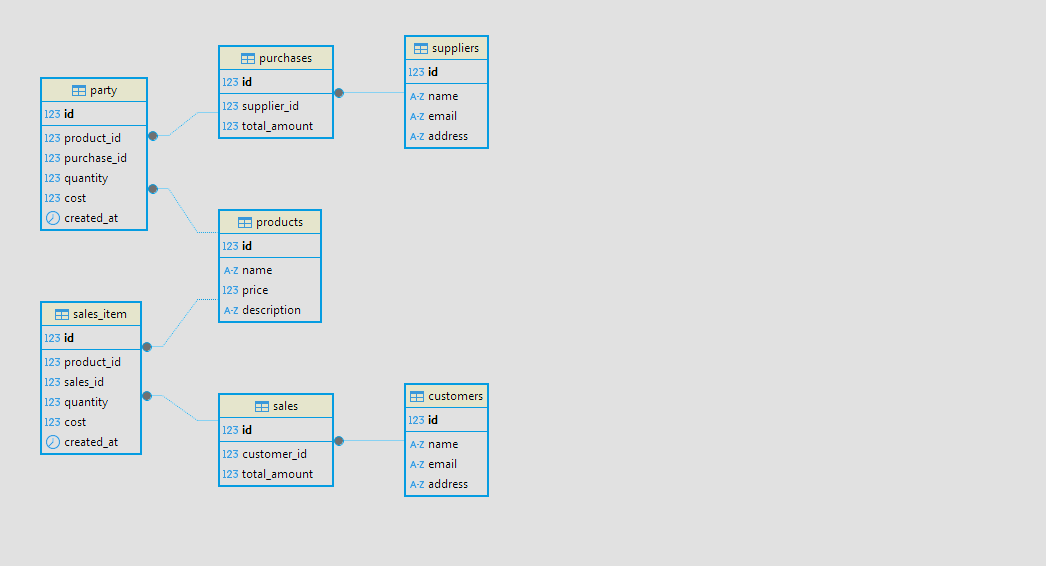 party
123 id
123 product_id
123 purchase_id
123 quantity
123 cost
created_at
purchases
123 id
123 supplier_id
123 total_amount
suppliers
123 id
A-Z name
A-Z email
A-Z address
products
123 id
A-Z name
123 price
A-Z description
sales_item
123 id
123 product_id
123 sales_id
123 quantity
123 cost
created_at
sales
123 id
123 customer_id
123 total_amount
customers
123 id
A-Z name
A-Z email
A-Z address